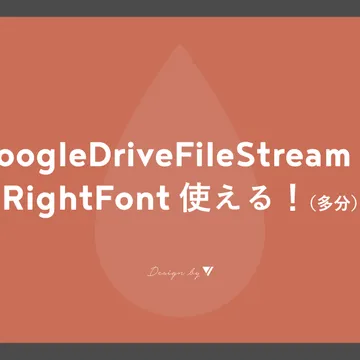 oogleDriveFileStream
RightFont 使える！（多分）
Design by